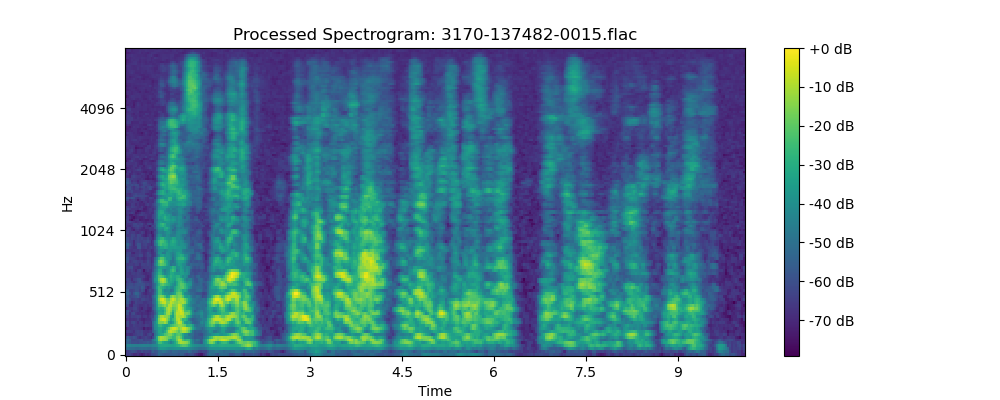 Processed Spectrogram: 3170-137482-0015.flac
+0 dB
-10 dB
4096
-20 dB
2048
-30 dB
Hz
-40 dB
1024
-50 dB
512
-60 dB
-70 dB
0
0 1.5 3 4.5 6 7.5 9
Time